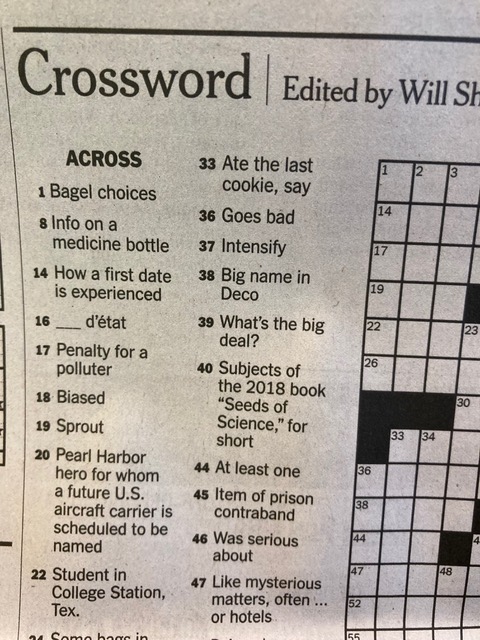 Crossword | Edited by Will
ACROSS
1 Bagel choices
8 Info on a
medicine bottle
14 How a first date
is experienced
16 ___ d'état
17 Penalty for a
polluter
18 Biased
19 Sprout
20 Pearl Harbor
hero for whom
a future U.S.
aircraft carrier is
scheduled to be
named
22 Student in
College Station,
Tex.
33 Ate the last
cookie, say
36 Goes bad
37 Intensify
38 Big name in
Deco
39 What's the big
deal?
40 Subjects of
the 2018 book
“Seeds of
Science,” for
short
44 At least one
45 Item of prison
contraband
46 Was serious
about
47 Like mysterious
matters, often ...
or hotels
1 2 3
14
17
19
22 23
26
30
33 34
36
38
44
47 48
52
55